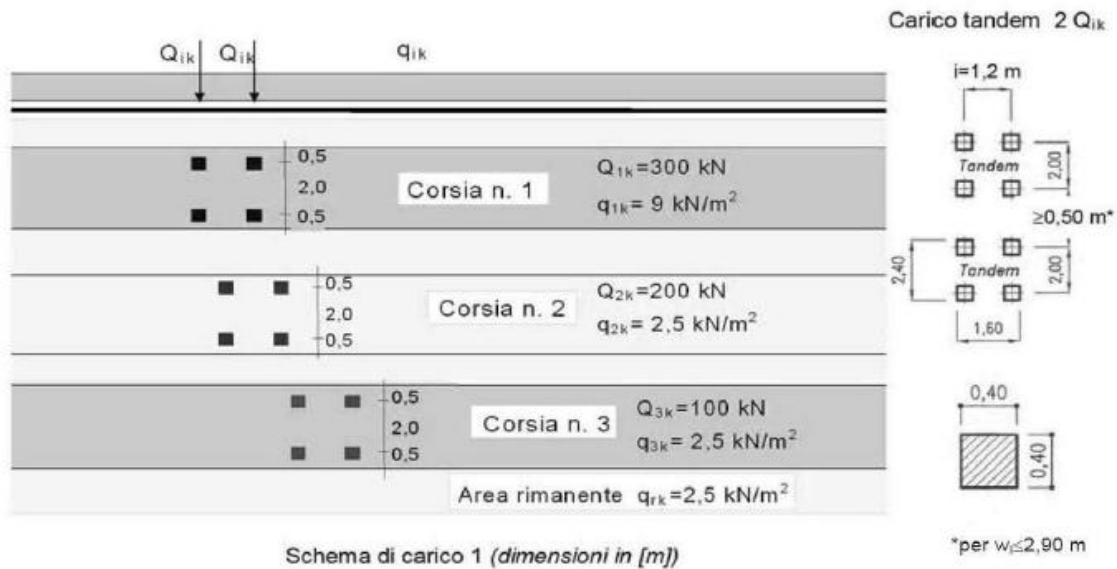 Carico tandem 2 Qik
Qik Qik qik
i=1,2 m
0,5
2,0
0,5
Corsia n. 1
Q1k=300 kN
q1k= 9 kN/m²
Tandem
2,00
≥0,50 m*
0,5
2,0
0,5
Corsia n. 2
Q2k=200 kN
q2k= 2,5 kN/m²
2,40
Tandem
2,00
1,60
0,5
2,0
0,5
Corsia n. 3
Q3k=100 kN
q3k= 2,5 kN/m²
0,40
0,40
Area rimanente qrk=2,5 kN/m²
Schema di carico 1 (dimensioni in [m])
*per wl≤2,90 m